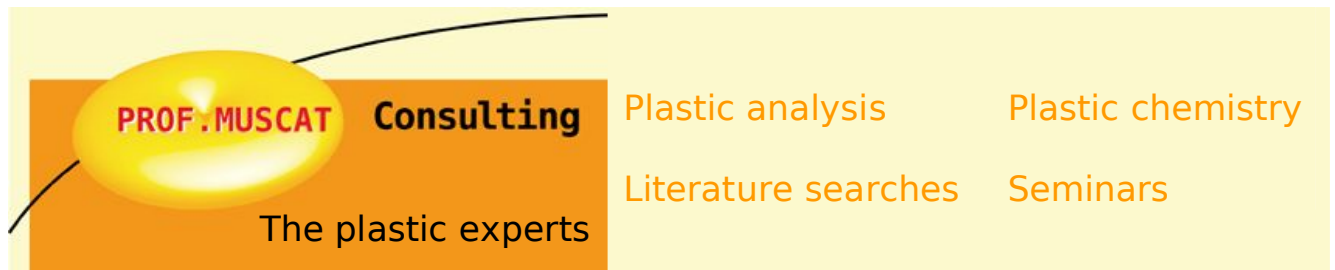 PROF.MUSCAT Consulting
The plastic experts
Plastic analysis
Plastic chemistry
Literature searches
Seminars